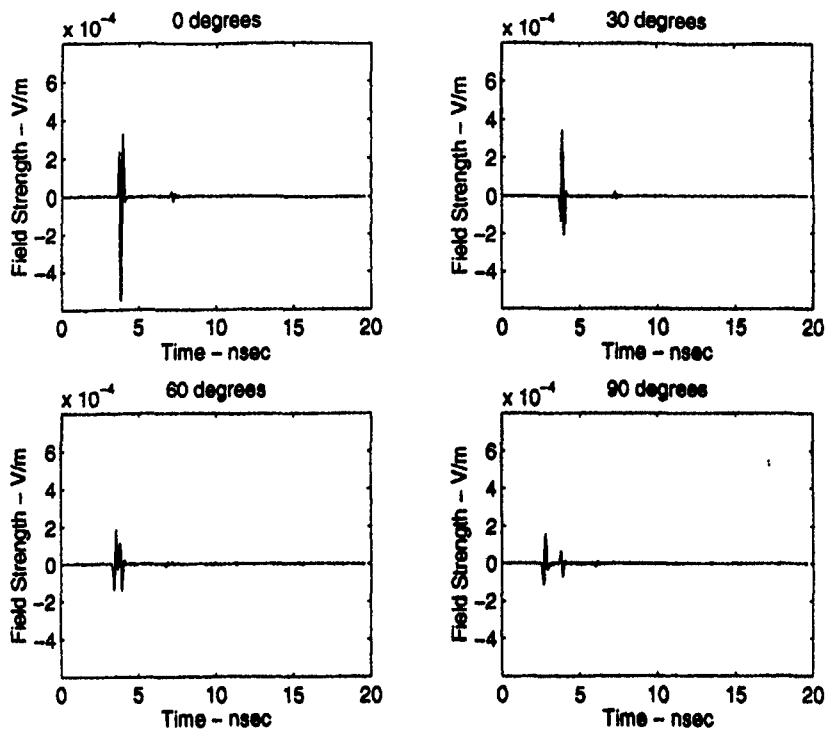 0 degrees
x 10⁻⁴
Field Strength – V/m
6
4
2
0
−2
−4
0 5 10 15 20
Time – nsec
30 degrees
x 10⁻⁴
Field Strength – V/m
6
4
2
0
−2
−4
0 5 10 15 20
Time – nsec
60 degrees
x 10⁻⁴
Field Strength – V/m
6
4
2
0
−2
−4
0 5 10 15 20
Time – nsec
90 degrees
x 10⁻⁴
Field Strength – V/m
6
4
2
0
−2
−4
0 5 10 15 20
Time – nsec